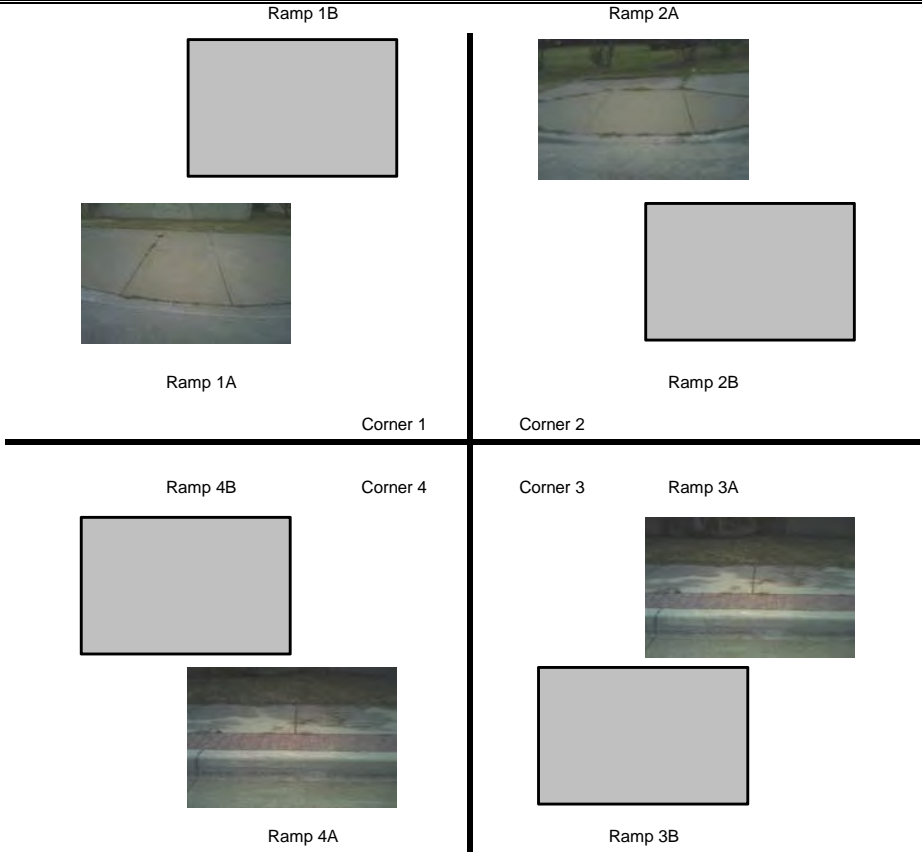 Ramp 1B
Ramp 2A
Ramp 1A
Ramp 2B
Corner 1
Corner 2
Ramp 4B
Corner 4
Corner 3
Ramp 3A
Ramp 4A
Ramp 3B